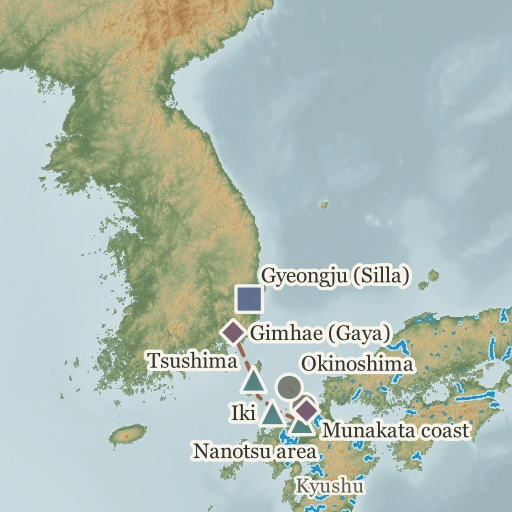 Gyeongju (Silla)
Gimhae (Gaya)
Tsushima
Okinoshima
Iki
Munakata coast
Nanotsu area
Kyushu